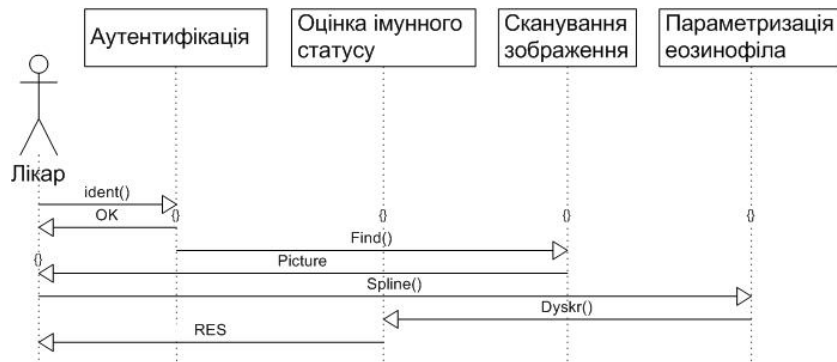 Аутентифікація
Оцінка імунного
статусу
Сканування
зображення
Параметризація
еозинофіла
Лікар
ident()
OK
{}
{}
{}
{}
Find()
{}
Picture
Spline()
Dyskr()
RES